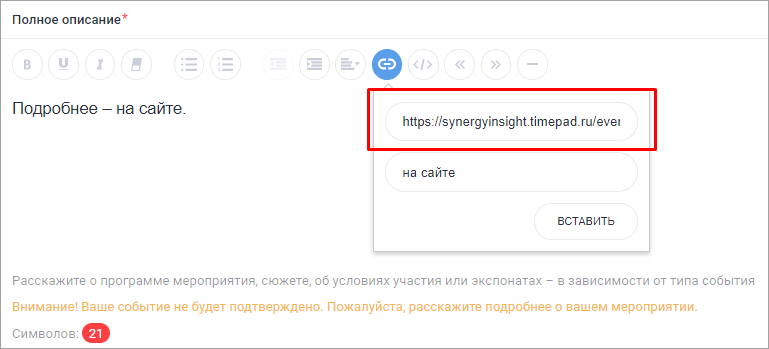 Полное описание*
B U I
Подробнее – на сайте.
https://synergyinsight.timepad.ru/ever
на сайте
ВСТАВИТЬ
Расскажите о программе мероприятия, сюжете, об условиях участия или экспонатах – в зависимости от типа события
Внимание! Ваше событие не будет подтверждено. Пожалуйста, расскажите подробнее о вашем мероприятии.
Символов: 21